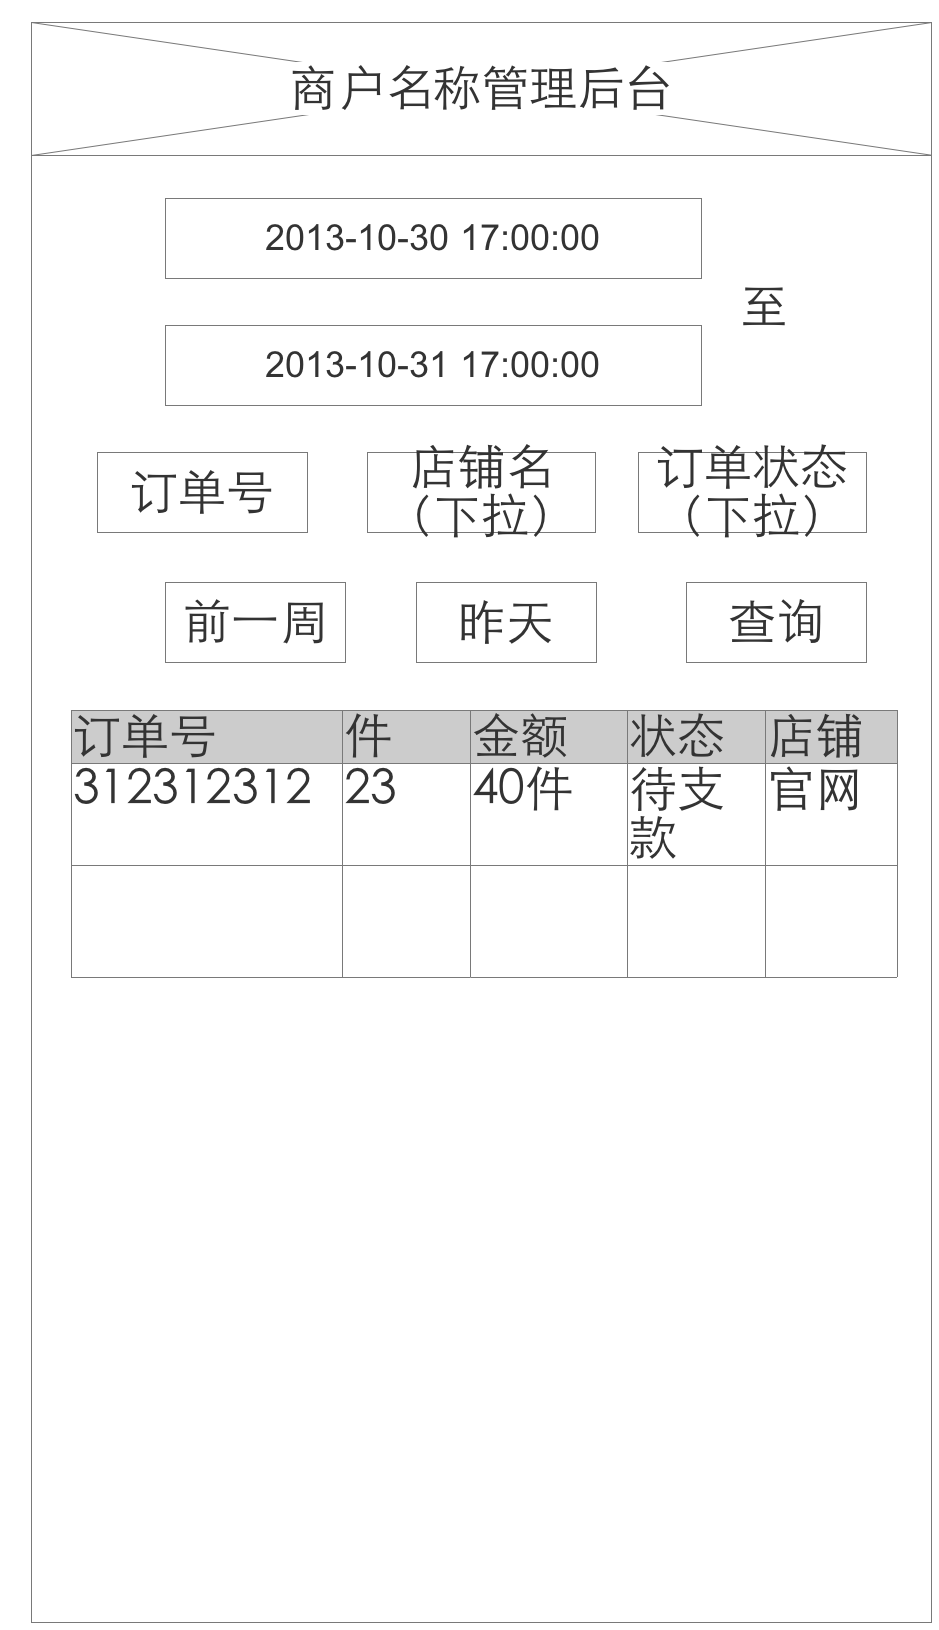 商户名称管理后台
2013-10-30 17:00:00
至
2013-10-31 17:00:00
订单号
店铺名
（下拉）
订单状态
（下拉）
前一周
昨天
查询
订单号 件 金额 状态 店铺
312312312 23 40件 待支 官网
款